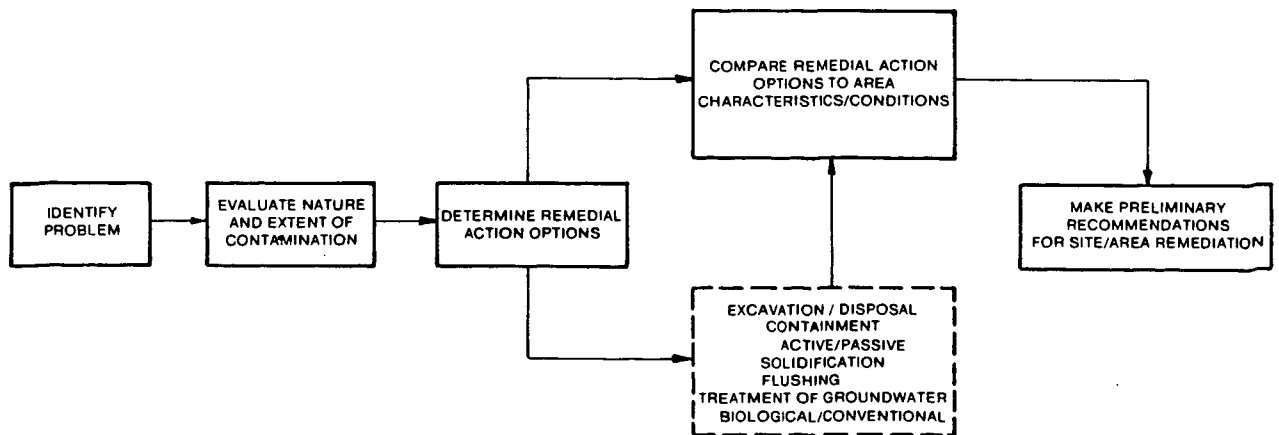 IDENTIFY
PROBLEM
EVALUATE NATURE
AND EXTENT OF
CONTAMINATION
DETERMINE REMEDIAL
ACTION OPTIONS
COMPARE REMEDIAL ACTION
OPTIONS TO AREA
CHARACTERISTICS/CONDITIONS
EXCAVATION / DISPOSAL
CONTAINMENT
ACTIVE/PASSIVE
SOLIDIFICATION
FLUSHING
TREATMENT OF GROUNDWATER
BIOLOGICAL/CONVENTIONAL
MAKE PRELIMINARY
RECOMMENDATIONS
FOR SITE/AREA REMEDIATION